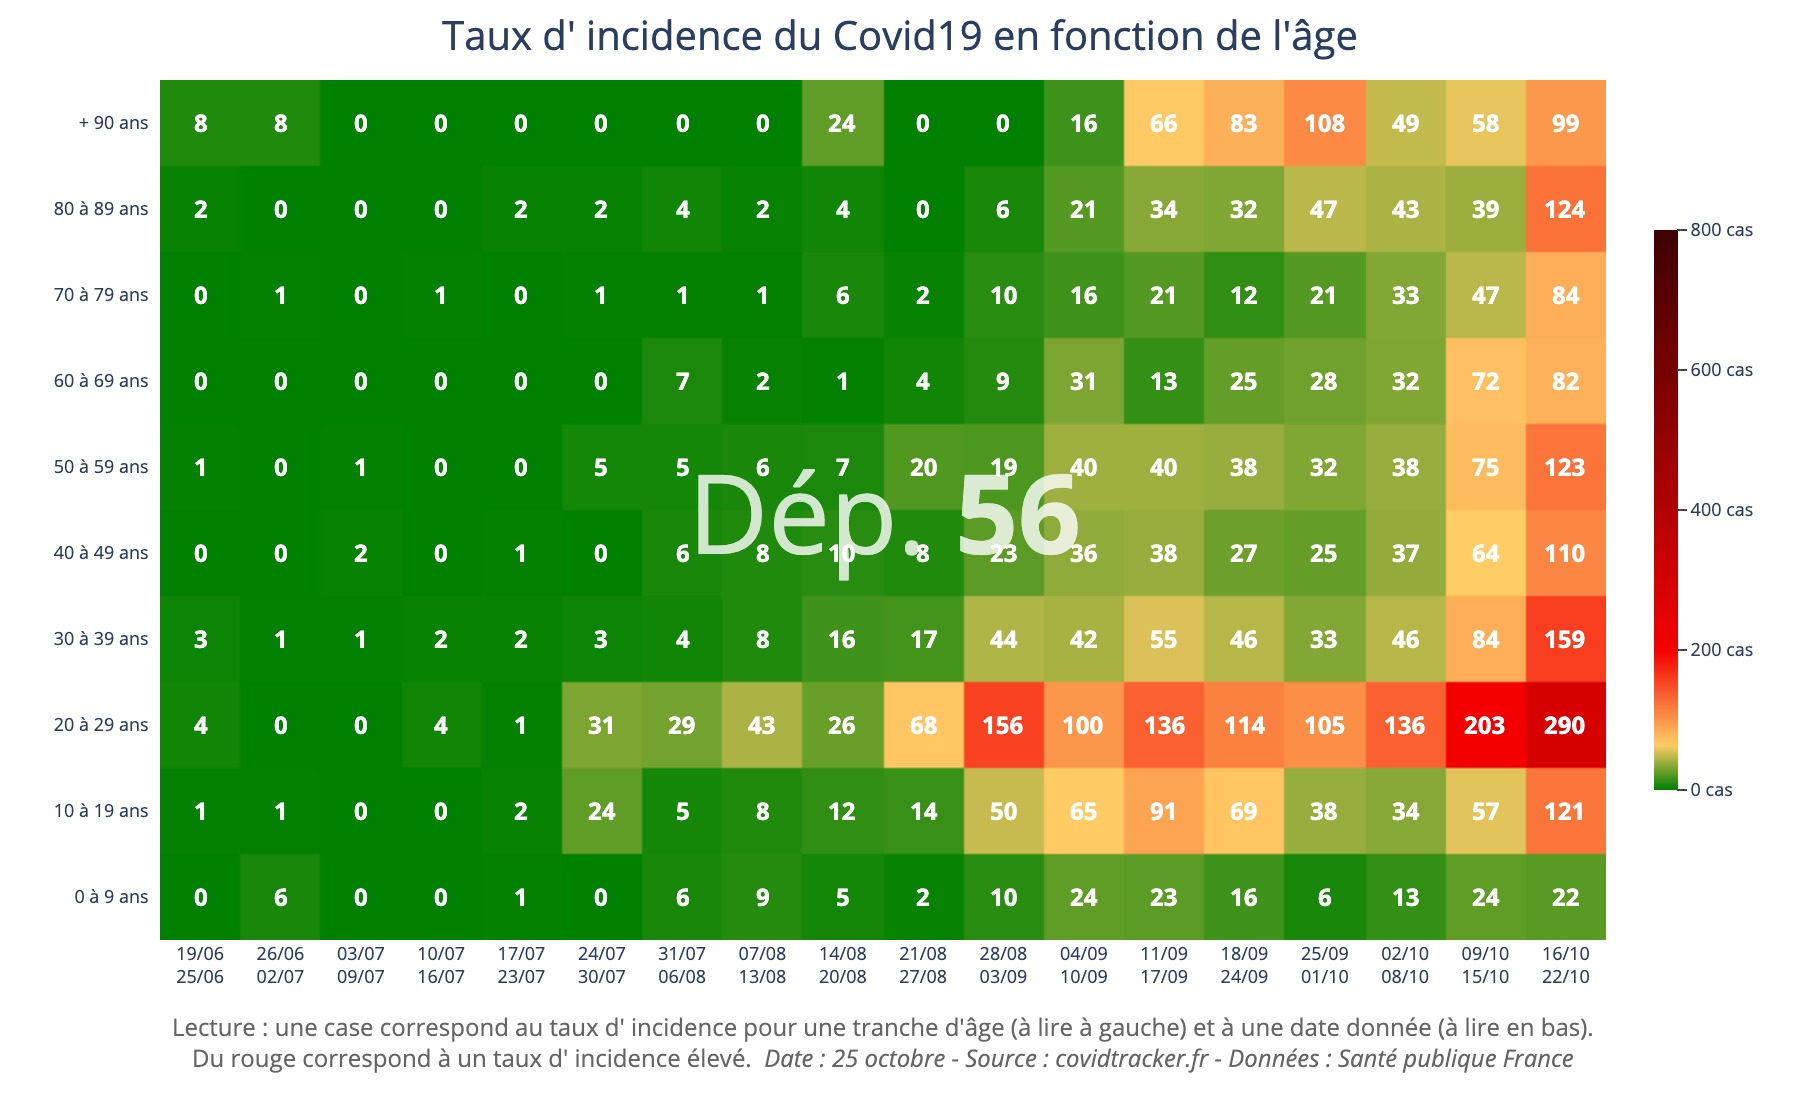 Taux d' incidence du Covid19 en fonction de l'âge
+ 90 ans 8 8 0 0 0 0 0 0 24 0 0 16 66 83 108 49 58 99
80 à 89 ans 2 0 0 0 2 2 4 2 4 0 6 21 34 32 47 43 39 124
70 à 79 ans 0 1 0 1 0 1 1 1 6 2 10 16 21 12 21 33 47 84
60 à 69 ans 0 0 0 0 0 0 7 2 1 4 9 31 13 25 28 32 72 82
50 à 59 ans 1 0 1 0 0 5 5 6 7 20 19 40 40 38 32 38 75 123
Dép. 56
40 à 49 ans 0 0 2 0 1 0 6 8 10 8 23 36 38 27 25 37 64 110
30 à 39 ans 3 1 1 2 2 3 4 8 16 17 44 42 55 46 33 46 84 159
20 à 29 ans 4 0 0 4 1 31 29 43 26 68 156 100 136 114 105 136 203 290
10 à 19 ans 1 1 0 0 2 24 5 8 12 14 50 65 91 69 38 34 57 121
0 à 9 ans 0 6 0 0 1 0 6 9 5 2 10 24 23 16 6 13 24 22
19/06 26/06 03/07 10/07 17/07 24/07 31/07 07/08 14/08 21/08 28/08 04/09 11/09 18/09 25/09 02/10 09/10 16/10
25/06 02/07 09/07 16/07 23/07 30/07 06/08 13/08 20/08 27/08 03/09 10/09 17/09 24/09 01/10 08/10 15/10 22/10
800 cas
600 cas
400 cas
200 cas
0 cas
Lecture : une case correspond au taux d' incidence pour une tranche d'âge (à lire à gauche) et à une date donnée (à lire en bas).
Du rouge correspond à un taux d' incidence élevé. Date : 25 octobre - Source : covidtracker.fr - Données : Santé publique France